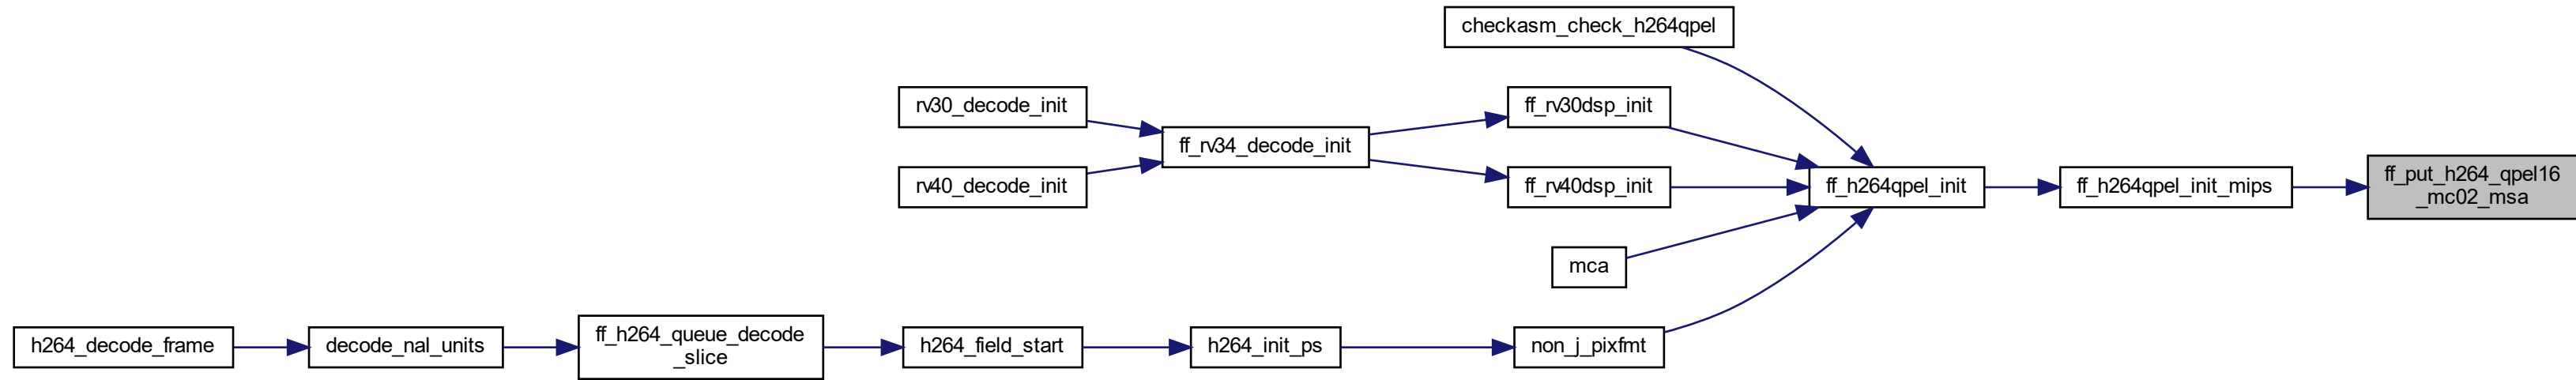 checkasm_check_h264qpel
rv30_decode_init
ff_rv30dsp_init
ff_rv34_decode_init
ff_put_h264_qpel16
_mc02_msa
rv40_decode_init
ff_rv40dsp_init
ff_h264qpel_init
ff_h264qpel_init_mips
mca
h264_decode_frame
decode_nal_units
ff_h264_queue_decode
_slice
h264_field_start
h264_init_ps
non_j_pixfmt